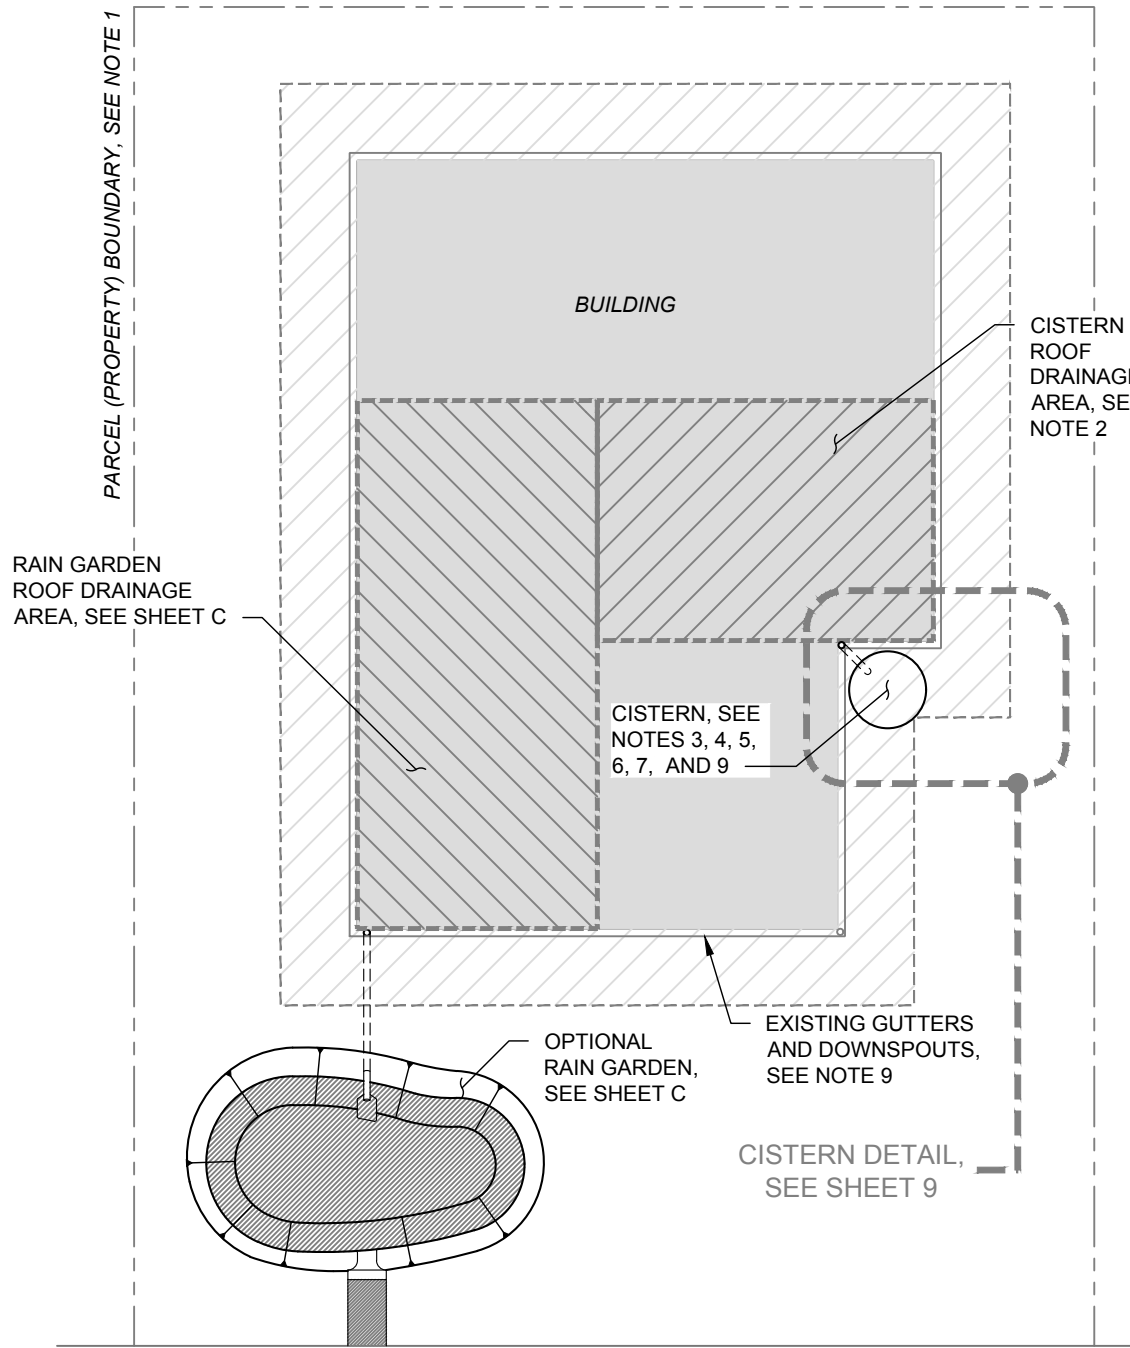 PARCEL (PROPERTY) BOUNDARY, SEE NOTE 1
BUILDING
CISTERN
ROOF
DRAINAG
AREA, SE
NOTE 2
RAIN GARDEN
ROOF DRAINAGE
AREA, SEE SHEET C
CISTERN, SEE
NOTES 3, 4, 5,
6, 7, AND 9
OPTIONAL
RAIN GARDEN,
SEE SHEET C
EXISTING GUTTERS
AND DOWNSPOUTS,
SEE NOTE 9
CISTERN DETAIL,
SEE SHEET 9